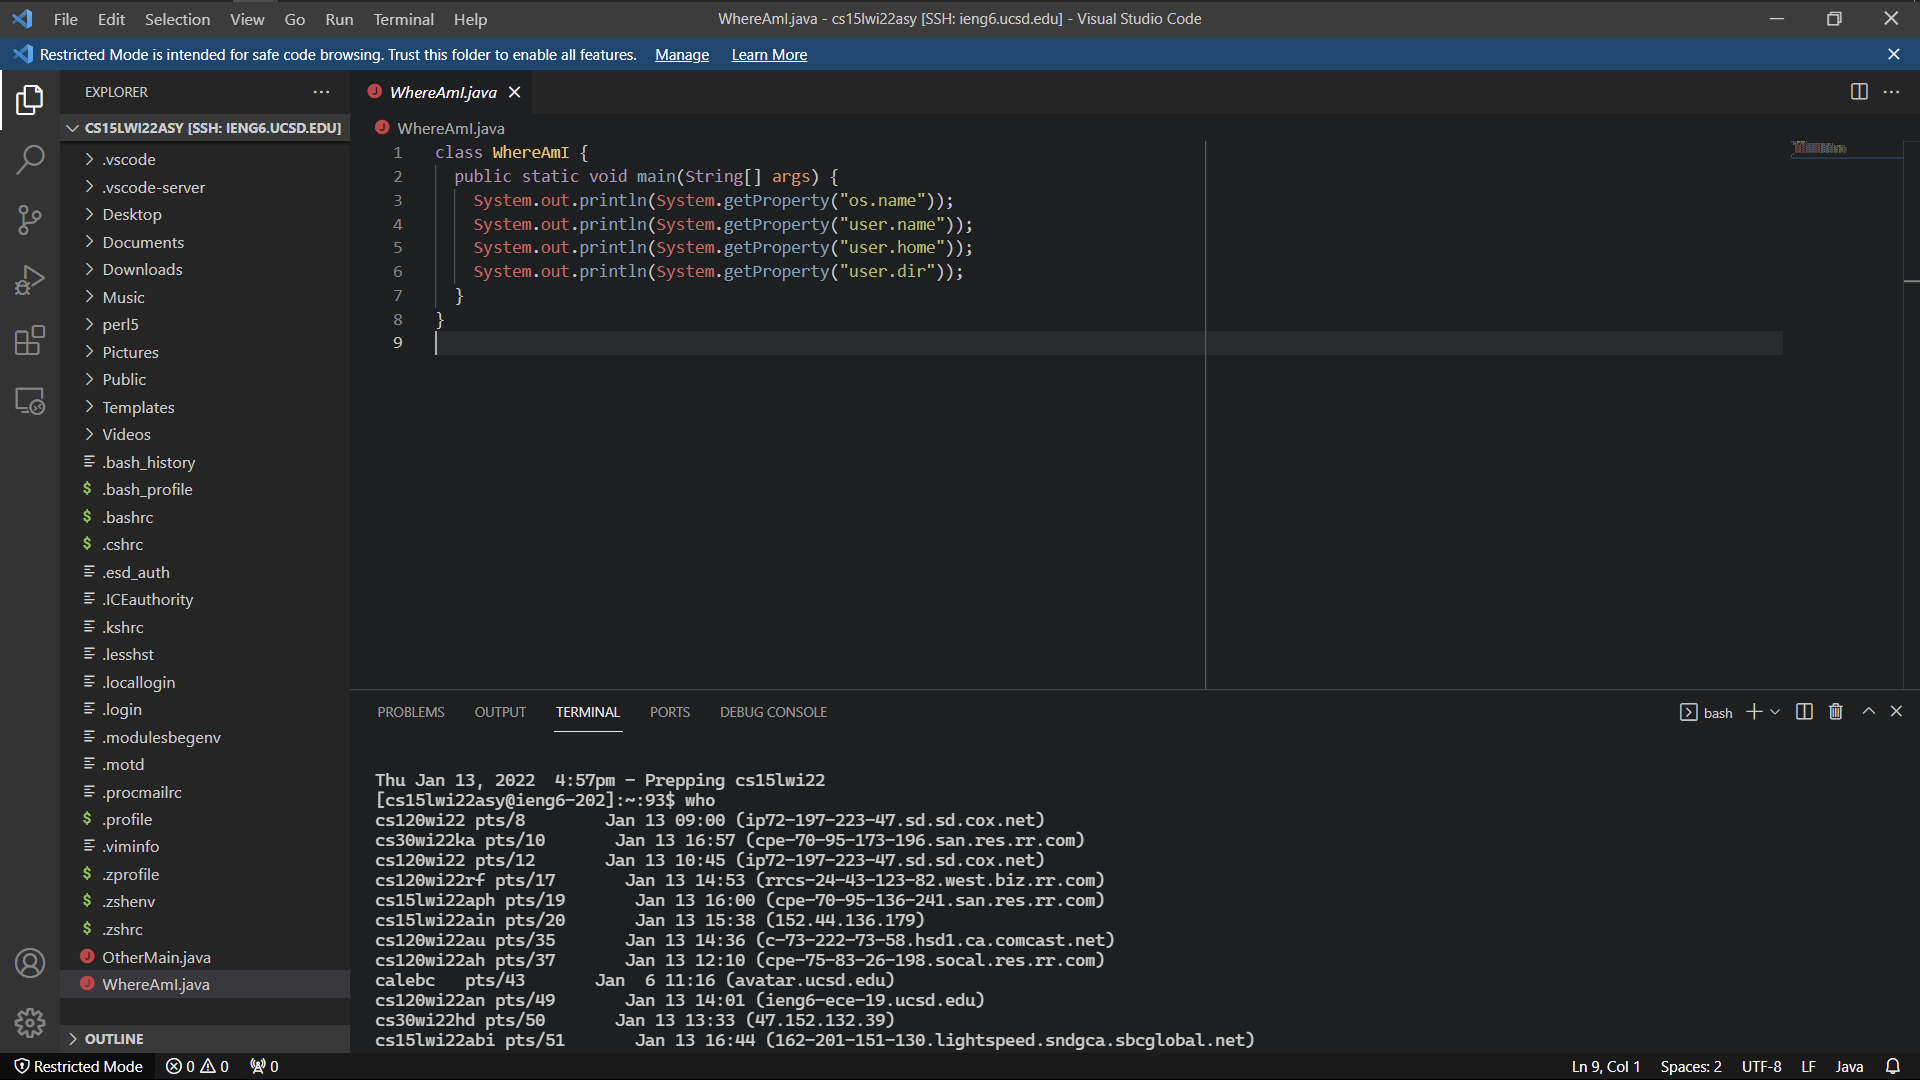 File Edit Selection View Go Run Terminal Help WhereAmI.java - cs15lwi22asy [SSH: ieng6.ucsd.edu] - Visual Studio Code
Restricted Mode is intended for safe code browsing. Trust this folder to enable all features. Manage Learn More
EXPLORER
CS15LWI22ASY [SSH: IENG6.UCSD.EDU]
.vscode
.vscode-server
Desktop
Documents
Downloads
Music
perl5
Pictures
Public
Templates
Videos
.bash_history
.bash_profile
.bashrc
.cshrc
.esd_auth
.ICEauthority
.kshrc
.lesshst
.locallogin
.login
.modulesbegenv
.motd
.procmailrc
.profile
.viminfo
.zprofile
.zshenv
.zshrc
OtherMain.java
WhereAmI.java
OUTLINE
WhereAmI.java
WhereAmI.java
1 class WhereAmI {
2 public static void main(String[] args) {
3 System.out.println(System.getProperty("os.name"));
4 System.out.println(System.getProperty("user.name"));
5 System.out.println(System.getProperty("user.home"));
6 System.out.println(System.getProperty("user.dir"));
7 }
8 }
9
PROBLEMS OUTPUT TERMINAL PORTS DEBUG CONSOLE bash
Thu Jan 13, 2022  4:57pm - Prepping cs15lwi22
[cs15lwi22asy@ieng6-202]:~:93$ who
cs120wi22 pts/8        Jan 13 09:00 (ip72-197-223-47.sd.sd.cox.net)
cs30wi22ka pts/10       Jan 13 16:57 (cpe-70-95-173-196.san.res.rr.com)
cs120wi22 pts/12       Jan 13 10:45 (ip72-197-223-47.sd.sd.cox.net)
cs120wi22rf pts/17       Jan 13 14:53 (rrcs-24-43-123-82.west.biz.rr.com)
cs15lwi22aph pts/19       Jan 13 16:00 (cpe-70-95-136-241.san.res.rr.com)
cs15lwi22ain pts/20       Jan 13 15:38 (152.44.136.179)
cs120wi22au pts/35       Jan 13 14:36 (c-73-222-73-58.hsd1.ca.comcast.net)
cs120wi22ah pts/37       Jan 13 12:10 (cpe-75-83-26-198.socal.res.rr.com)
calebc   pts/43       Jan  6 11:16 (avatar.ucsd.edu)
cs120wi22an pts/49       Jan 13 14:01 (ieng6-ece-19.ucsd.edu)
cs30wi22hd pts/50       Jan 13 13:33 (47.152.132.39)
cs15lwi22abi pts/51       Jan 13 16:44 (162-201-151-130.lightspeed.sndgca.sbcglobal.net)
Restricted Mode 0 0 0 Ln 9, Col 1 Spaces: 2 UTF-8 LF Java